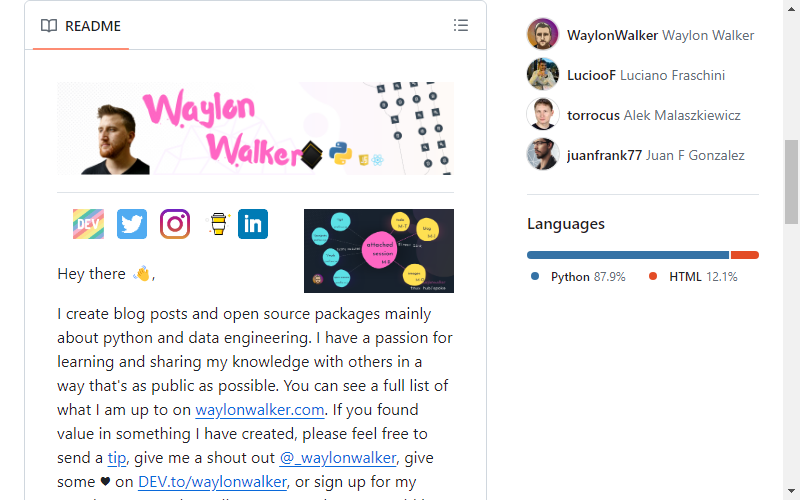 README
Waylon
Walker
DEV
in
attached
session
Hey there 👋,
I create blog posts and open source packages mainly
about python and data engineering. I have a passion for
learning and sharing my knowledge with others in a
way that's as public as possible. You can see a full list of
what I am up to on waylonwalker.com. If you found
value in something I have created, please feel free to
send a tip, give me a shout out @_waylonwalker, give
some ♥ on DEV.to/waylonwalker, or sign up for my
WaylonWalker Waylon Walker
LuciooF Luciano Fraschini
torrocus Alek Malaszkiewicz
juanfrank77 Juan F Gonzalez
Languages
Python 87.9% HTML 12.1%